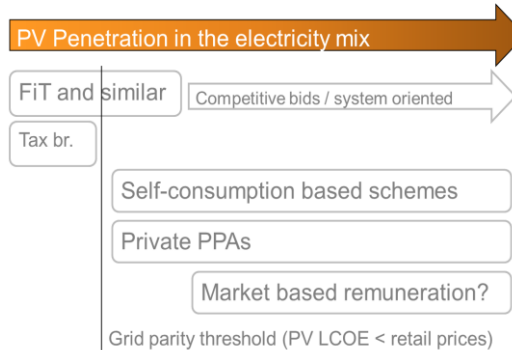 PV Penetration in the electricity mix
FiT and similar
Competitive bids / system oriented
Tax br.
Self-consumption based schemes
Private PPAs
Market based remuneration?
Grid parity threshold (PV LCOE < retail prices)